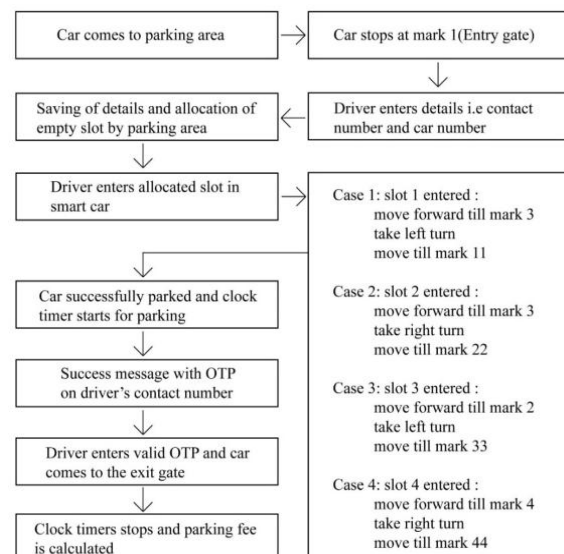 Car comes to parking area
Car stops at mark 1(Entry gate)
Driver enters details i.e contact
number and car number
Saving of details and allocation of
empty slot by parking area
Driver enters allocated slot in
smart car
Case 1: slot 1 entered :
move forward till mark 3
take left turn
move till mark 11
Case 2: slot 2 entered :
move forward till mark 3
take right turn
move till mark 22
Case 3: slot 3 entered :
move forward till mark 2
take left turn
move till mark 33
Case 4: slot 4 entered :
move forward till mark 4
take right turn
move till mark 44
Car successfully parked and clock
timer starts for parking
Success message with OTP
on driver's contact number
Driver enters valid OTP and car
comes to the exit gate
Clock timers stops and parking fee
is calculated